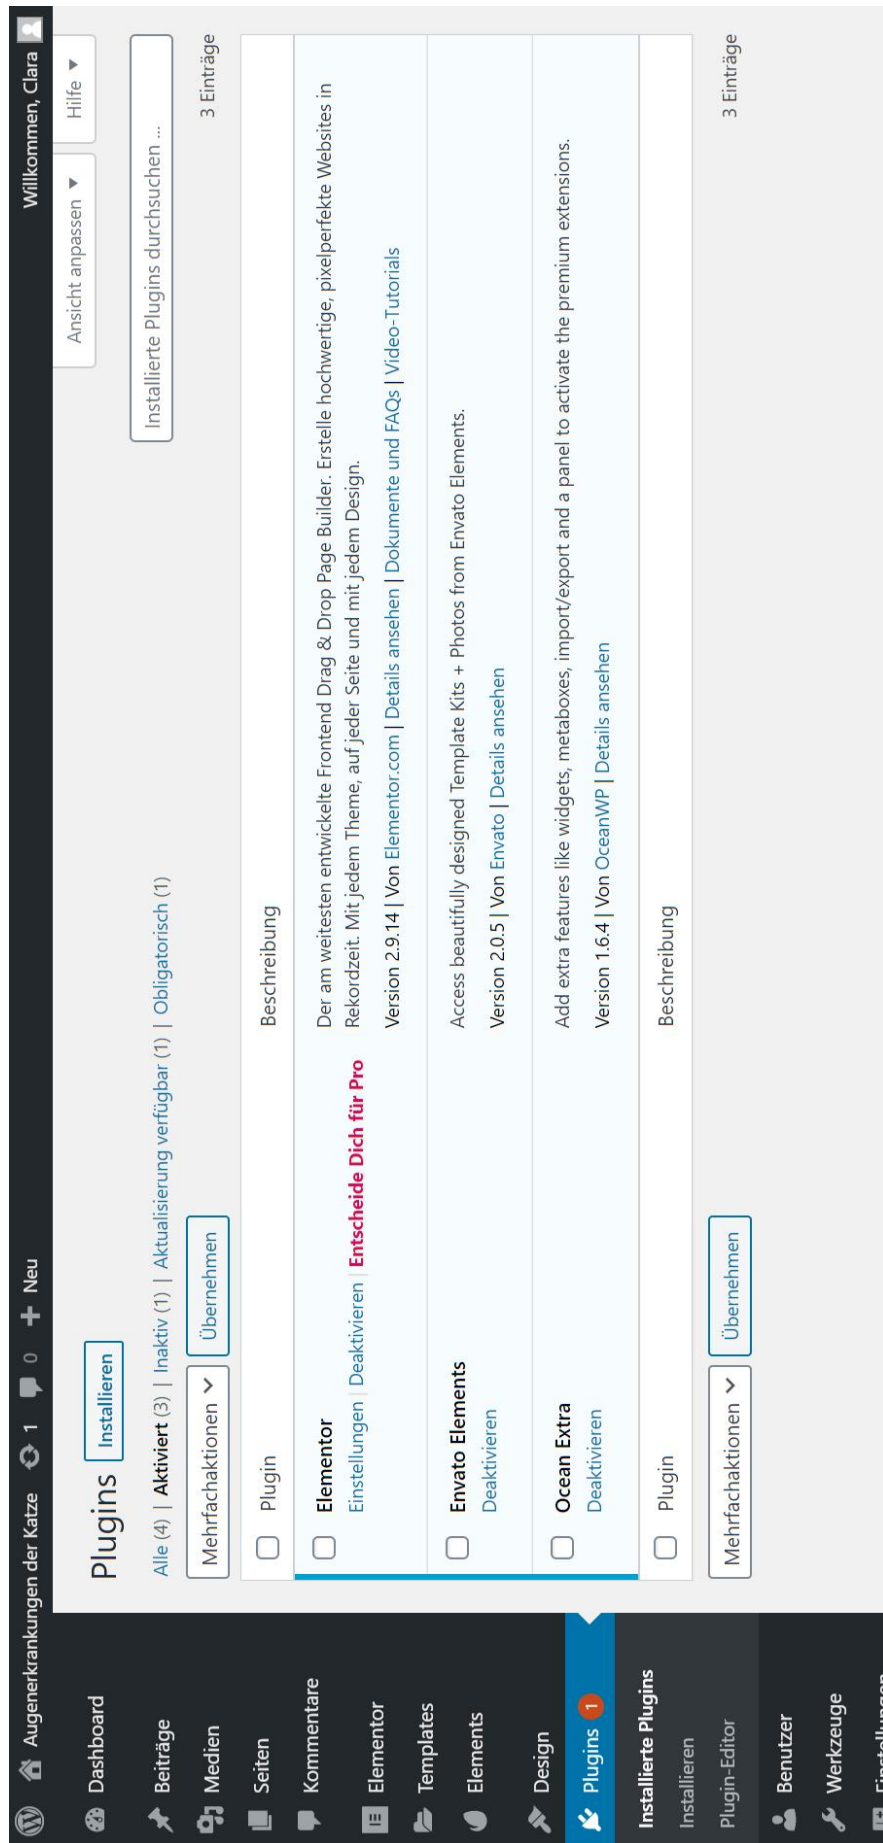 Augenerkrankungen der Katze 1 0 Neu Willkommen, Clara
Dashboard
Beiträge
Medien
Seiten
Kommentare
Elementor
Templates
Elements
Design
Plugins 1
Installierte Plugins
Installieren
Plugin-Editor
Benutzer
Werkzeuge
Einstellungen
Ansicht anpassen Hilfe
Plugins Installieren
Alle (4) | Aktiviert (3) | Inaktiv (1) | Aktualisierung verfügbar (1) | Obligatorisch (1)
Installierte Plugins durchsuchen ...
Mehrfachaktionen Übernehmen 3 Einträge
Plugin Beschreibung
Elementor
Einstellungen | Deaktivieren | Entscheide Dich für Pro
Der am weitesten entwickelte Frontend Drag & Drop Page Builder. Erstelle hochwertige, pixelperfekte Websites in
Rekordzeit. Mit jedem Theme, auf jeder Seite und mit jedem Design.
Version 2.9.14 | Von Elementor.com | Details ansehen | Dokumente und FAQs | Video-Tutorials
Envato Elements
Deaktivieren
Access beautifully designed Template Kits + Photos from Envato Elements.
Version 2.0.5 | Von Envato | Details ansehen
Ocean Extra
Deaktivieren
Add extra features like widgets, metaboxes, import/export and a panel to activate the premium extensions.
Version 1.6.4 | Von OceanWP | Details ansehen
Plugin Beschreibung
Mehrfachaktionen Übernehmen 3 Einträge